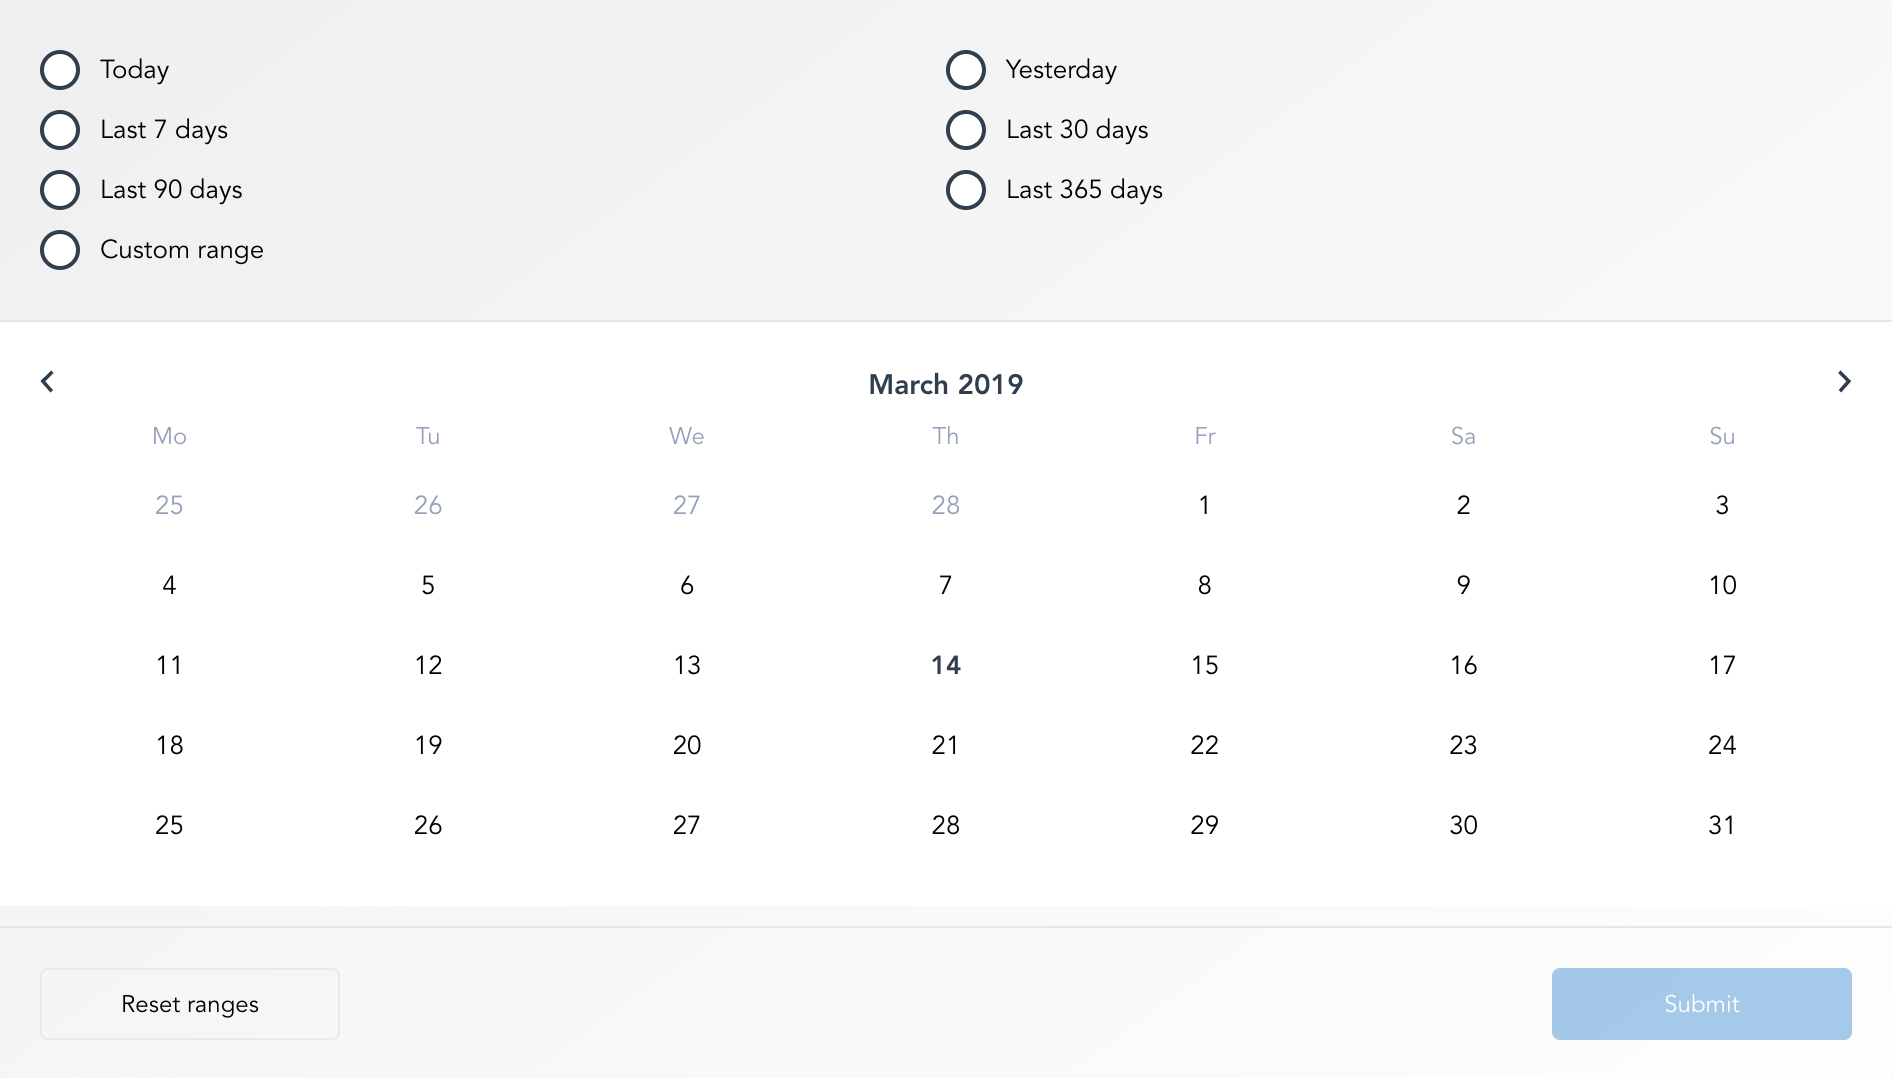 Today
Yesterday
Last 7 days
Last 30 days
Last 90 days
Last 365 days
Custom range
March 2019
Mo Tu We Th Fr Sa Su
25 26 27 28 1 2 3
4 5 6 7 8 9 10
11 12 13 14 15 16 17
18 19 20 21 22 23 24
25 26 27 28 29 30 31
Reset ranges
Submit